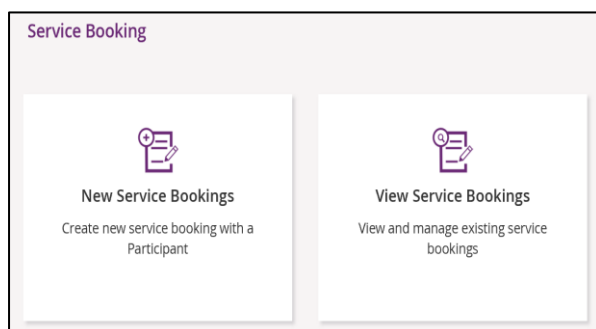 Service Booking
New Service Bookings
Create new service booking with a
Participant
View Service Bookings
View and manage existing service
bookings